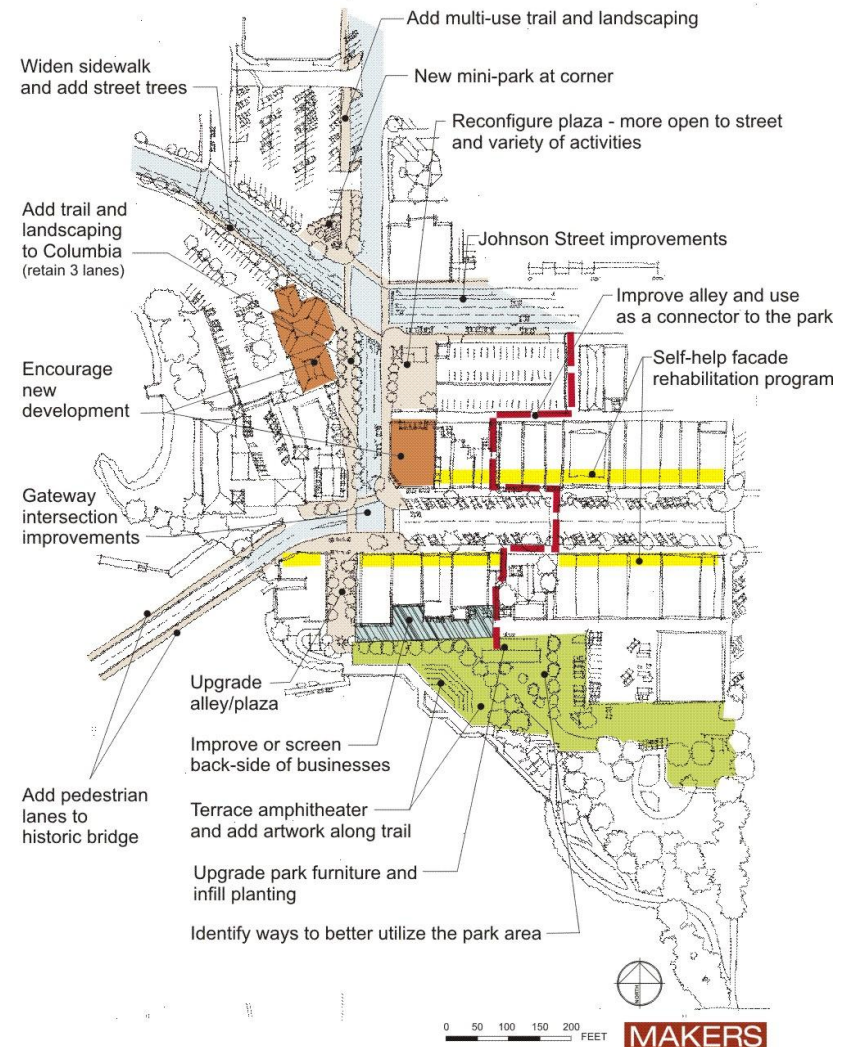 Add multi-use trail and landscaping
Widen sidewalk
and add street trees
New mini-park at corner
Reconfigure plaza - more open to street
and variety of activities
Add trail and
landscaping
to Columbia
(retain 3 lanes)
Johnson Street improvements
Improve alley and use
as a connector to the park
Self-help facade
rehabilitation program
Encourage
new
development
Gateway
intersection
improvements
Upgrade
alley/plaza
Improve or screen
back-side of businesses
Add pedestrian
lanes to
historic bridge
Terrace amphitheater
and add artwork along trail
Upgrade park furniture and
infill planting
Identify ways to better utilize the park area
NORTH
0 50 100 150 200 FEET
MAKERS